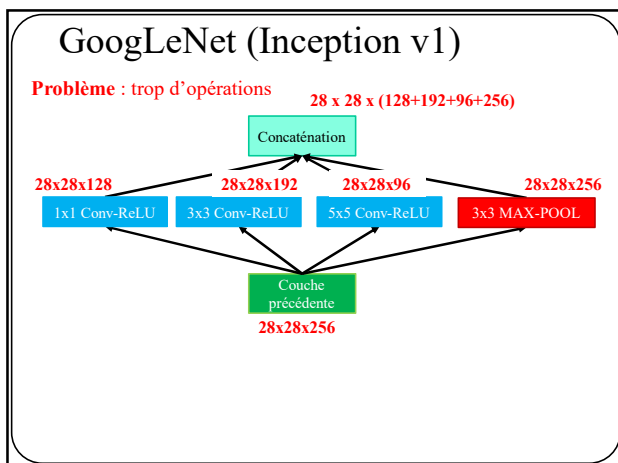 GoogLeNet (Inception v1)
Problème : trop d'opérations
28 x 28 x (128+192+96+256)
Concaténation
28x28x128 28x28x192 28x28x96 28x28x256
1x1 Conv-ReLU 3x3 Conv-ReLU 5x5 Conv-ReLU 3x3 MAX-POOL
Couche
précédente
28x28x256